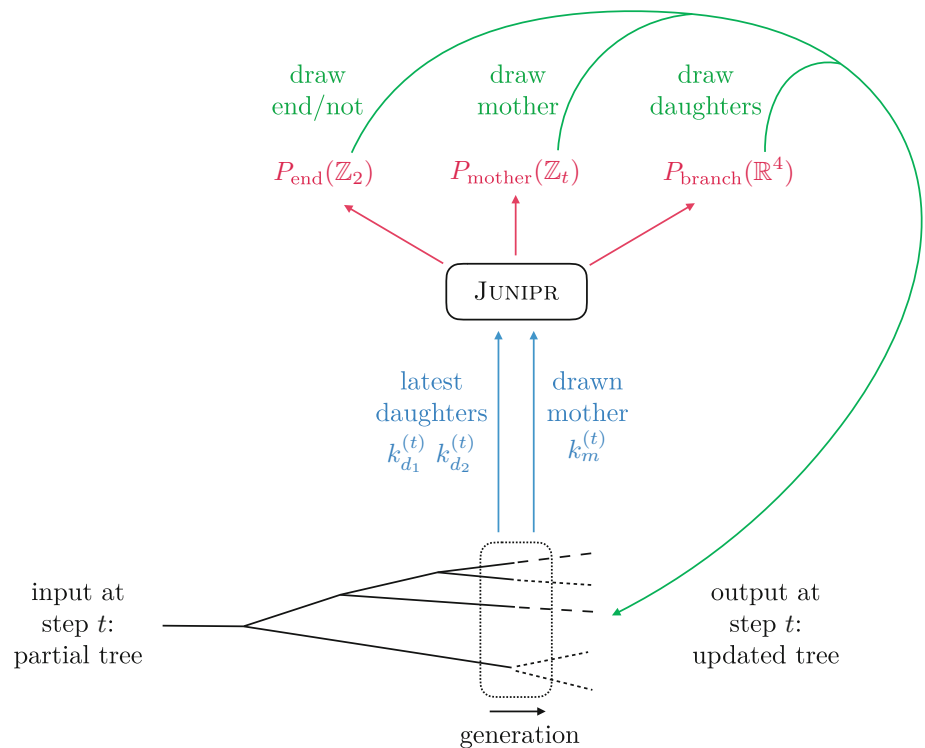 draw
end/not
draw
mother
draw
daughters
P_end(ℤ_2)
P_mother(ℤ_t)
P_branch(ℝ^4)
JUNIPR
latest
daughters
k_{d_1}^{(t)} k_{d_2}^{(t)}
drawn
mother
k_m^{(t)}
input at
step t:
partial tree
output at
step t:
updated tree
generation